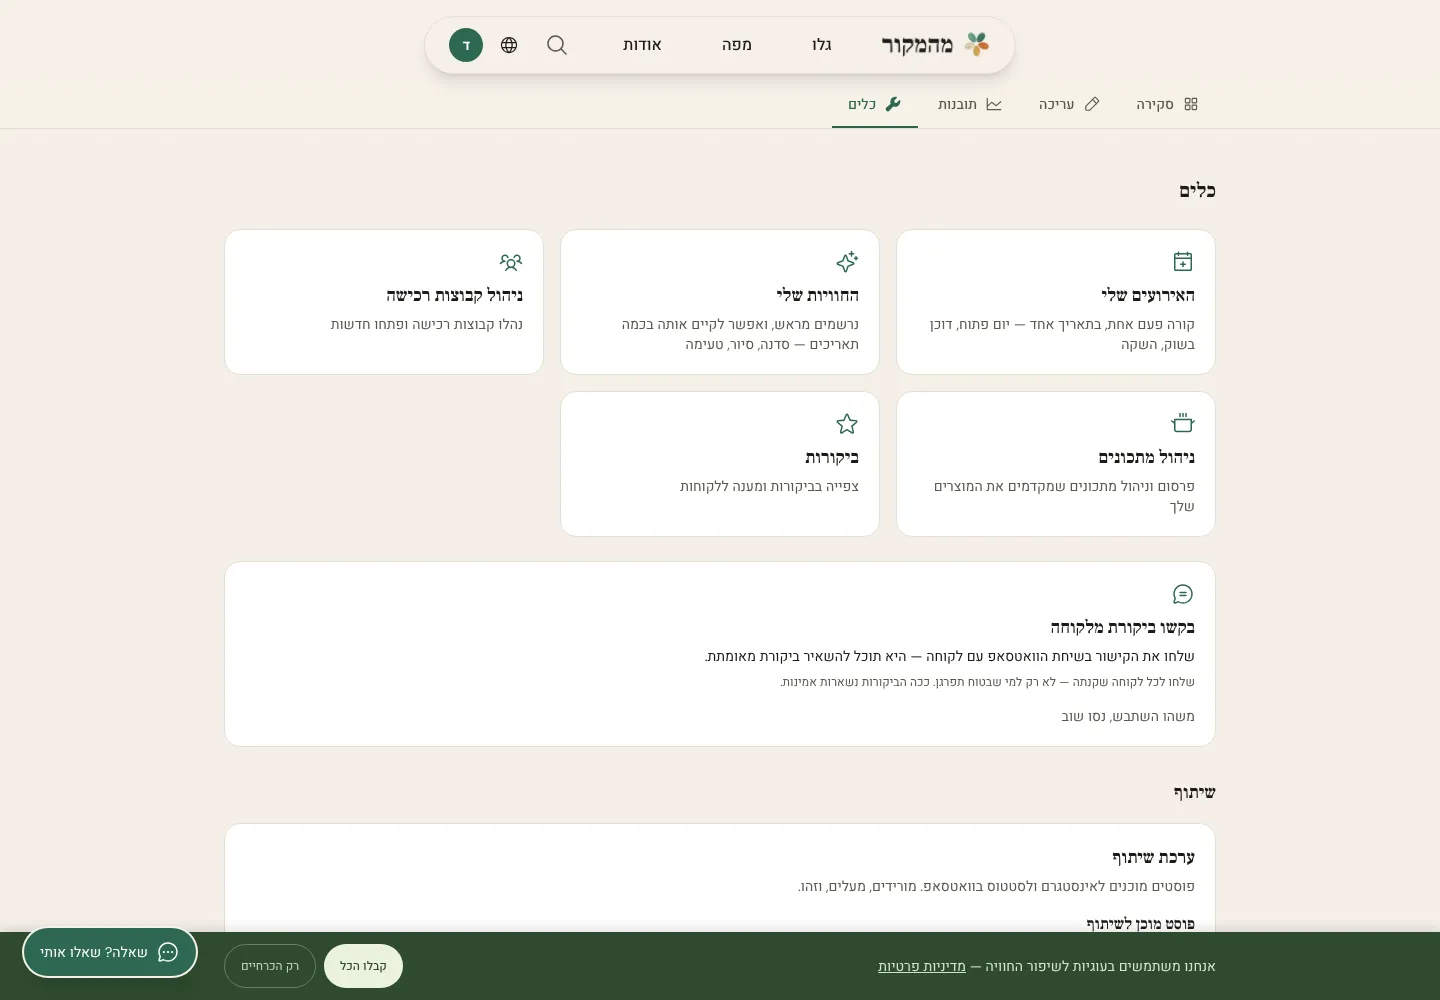 מהמקור
גלו
מפה
אודות
ד
סקירה
עריכה
תובנות
כלים
כלים
האירועים שלי
קורה פעם אחת, בתאריך אחד — יום פתוח, דוכן
בשוק, השקה
החוויות שלי
נרשמים מראש, ואפשר לקיים אותה בכמה
תאריכים — סדנה, סיור, טעימה
ניהול קבוצות רכישה
נהלו קבוצות רכישה ופתחו חדשות
ניהול מתכונים
פרסום וניהול מתכונים שמקדמים את המוצרים
שלך
ביקורות
צפייה בביקורות ומענה ללקוחות
בקשו ביקורת מלקוחה
שלחו את הקישור בשיחת הוואטסאפ עם לקוחה — היא תוכל להשאיר ביקורת מאומתת.
שלחו לכל לקוחה שקנתה — לא רק למי שבטוח תפרגן. ככה הביקורות נשארות אמינות.
משהו השתבש, נסו שוב
שיתוף
ערכת שיתוף
פוסטים מוכנים לאינסטגרם ולסטטוס בוואטסאפ. מורידים, מעלים, וזהו.
פוסט מוכן לשיתוף
אנחנו משתמשים בעוגיות לשיפור החוויה — מדיניות פרטיות
קבלו הכל
רק הכרחיים
שאלה? שאלו אותי